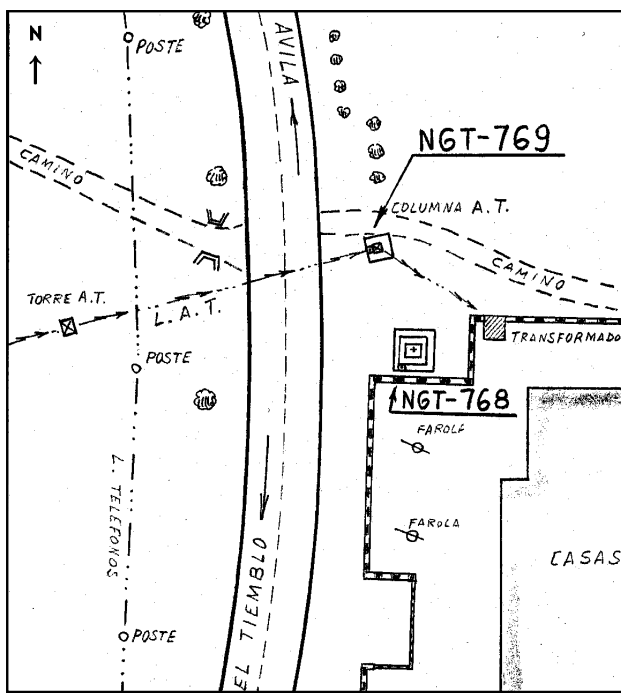 N
POSTE
AVILA
NGT-769
CAMINO
COLUMNA A.T.
CAMINO
TORRE A.T.
L. A.T.
TRANSFORMADO
POSTE
NGT-768
FAROLA
L. TELEFONOS
FAROLA
EL TIEMBLO
CASAS
POSTE